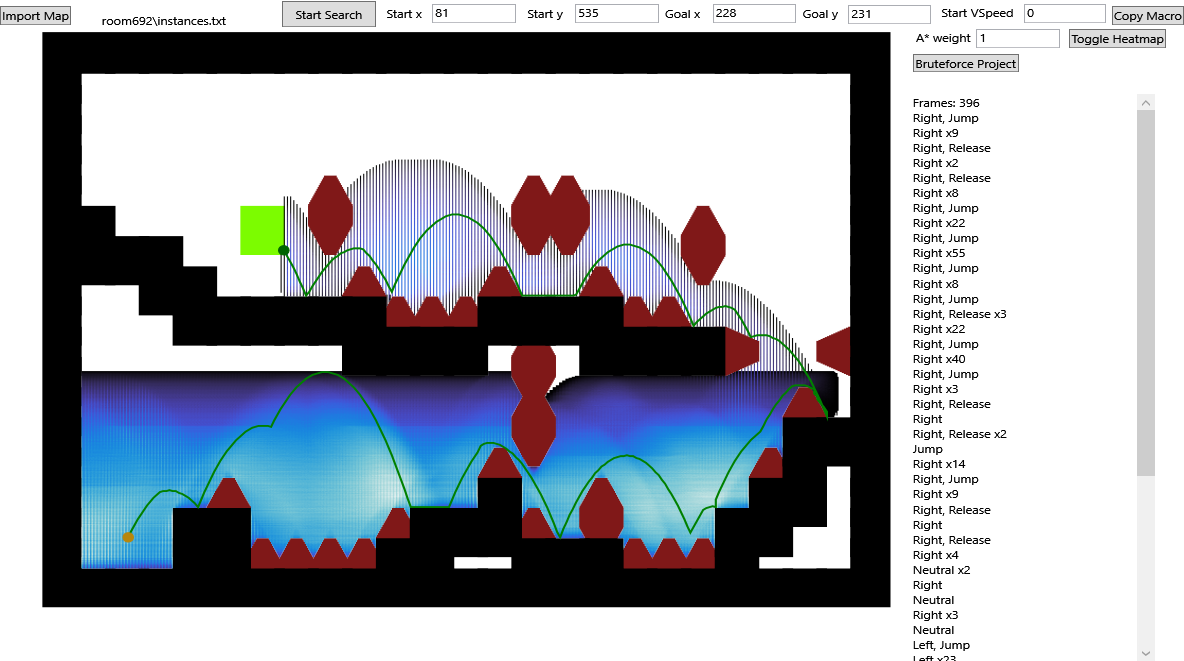 Import Map
room692\instances.txt
Start Search
Start x 81
Start y 535
Goal x 228
Goal y 231
Start VSpeed 0
Copy Macro
A* weight 1
Toggle Heatmap
Bruteforce Project
Frames: 396
Right, Jump
Right x9
Right, Release
Right x2
Right, Release
Right x8
Right, Jump
Right x22
Right, Jump
Right x55
Right, Jump
Right x8
Right, Jump
Right, Release x3
Right x22
Right, Jump
Right x40
Right, Jump
Right x3
Right, Release
Right
Right, Release x2
Jump
Right x14
Right, Jump
Right x9
Right, Release
Right
Right, Release
Right x4
Neutral x2
Right
Neutral
Right x3
Neutral
Left, Jump
Left x23